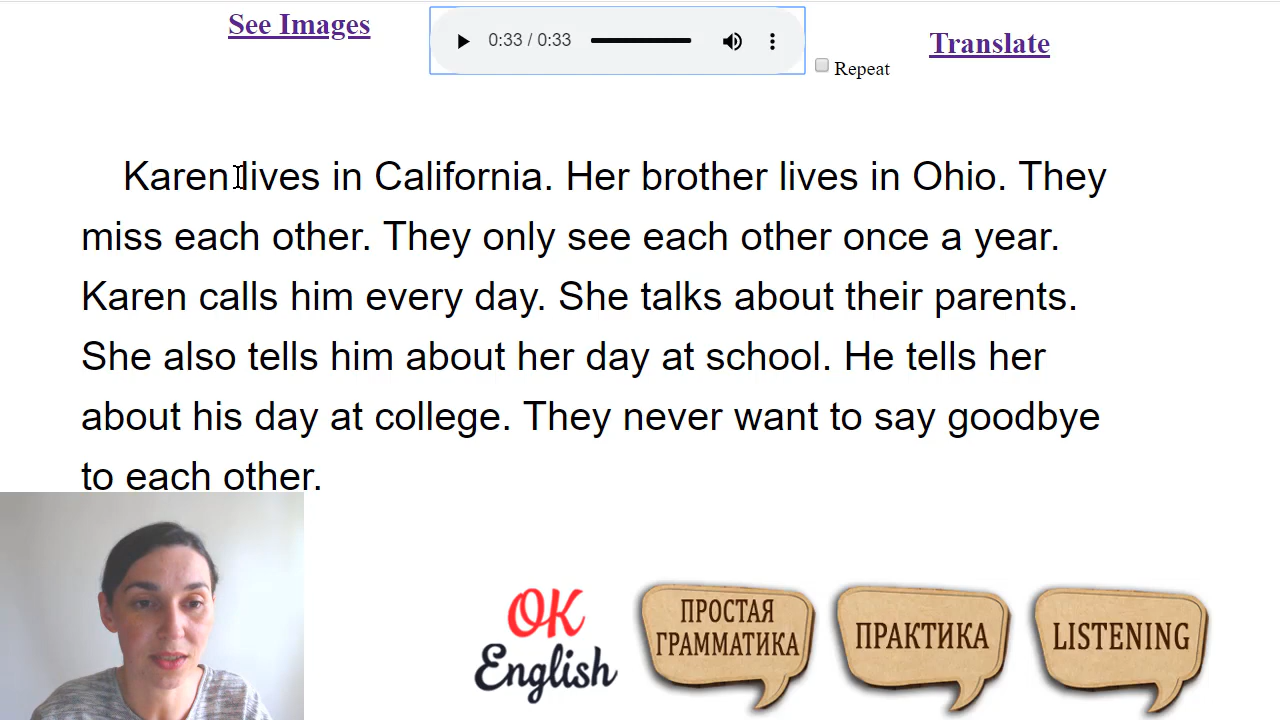 See Images
0:33 / 0:33
Repeat
Translate
Karen lives in California. Her brother lives in Ohio. They
miss each other. They only see each other once a year.
Karen calls him every day. She talks about their parents.
She also tells him about her day at school. He tells her
about his day at college. They never want to say goodbye
to each other.
OK
English
ПРОСТАЯ
ГРАММАТИКА
ПРАКТИКА
LISTENING